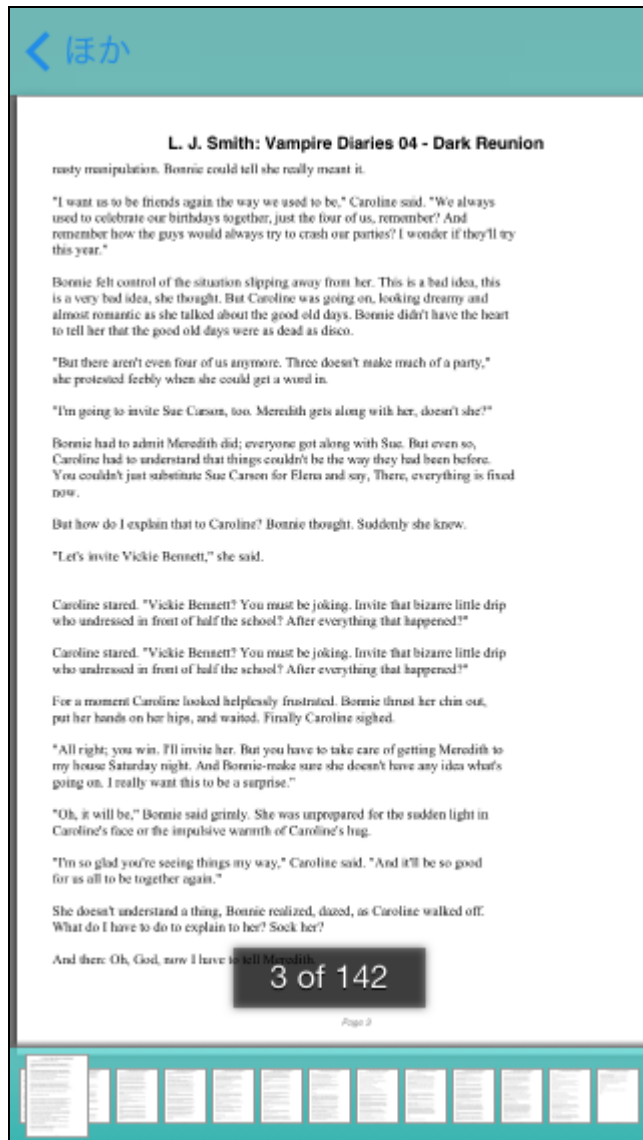 ほか
L. J. Smith: Vampire Diaries 04 - Dark Reunion
nasty manipulation. Bonnie could tell she really meant it.
"I want us to be friends again the way we used to be," Caroline said. "We always
used to celebrate our birthdays together, just the four of us, remember? And
remember how the guys would always try to crash our parties? I wonder if they'll try
this year."
Bonnie felt control of the situation slipping away from her. This is a bad idea, this
is a very bad idea, she thought. But Caroline was going on, looking dreamy and
almost romantic as she talked about the good old days. Bonnie didn't have the heart
to tell her that the good old days were as dead as disco.
"But there aren't even four of us anymore. Three doesn't make much of a party,"
she protested feebly when she could get a word in.
"I'm going to invite Sue Carson, too. Meredith gets along with her, doesn't she?"
Bonnie had to admit Meredith did; everyone got along with Sue. But even so,
Caroline had to understand that things couldn't be the way they had been before.
You couldn't just substitute Sue Carson for Elena and say, There, everything is fixed
now.
But how do I explain that to Caroline? Bonnie thought. Suddenly she knew.
"Let's invite Vickie Bennett," she said.
Caroline stared. "Vickie Bennett? You must be joking. Invite that bizarre little drip
who undressed in front of half the school? After everything that happened?"
Caroline stared. "Vickie Bennett? You must be joking. Invite that bizarre little drip
who undressed in front of half the school? After everything that happened?"
For a moment Caroline looked helplessly frustrated. Bonnie thrust her chin out,
put her hands on her hips, and waited. Finally Caroline sighed.
"All right; you win. I'll invite her. But you have to take care of getting Meredith to
my house Saturday night. And Bonnie-make sure she doesn't have any idea what's
going on. I really want this to be a surprise."
"Oh, it will be," Bonnie said grimly. She was unprepared for the sudden light in
Caroline's face or the impulsive warmth of Caroline's hug.
"I'm so glad you're seeing things my way," Caroline said. "And it'll be so good
for us all to be together again."
She doesn't understand a thing, Bonnie realized, dazed, as Caroline walked off.
What do I have to do to explain to her? Sock her?
And then: Oh, God, now I have to tell Meredith.
3 of 142
Page 3